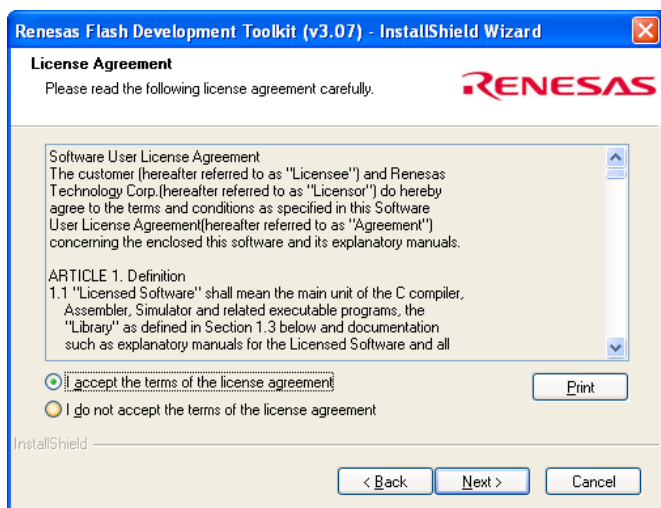 Renesas Flash Development Toolkit (v3.07) - InstallShield Wizard
License Agreement
Please read the following license agreement carefully.
RENESAS
Software User License Agreement
The customer (hereafter referred to as "Licensee") and Renesas
Technology Corp.(hereafter referred to as "Licensor") do hereby
agree to the terms and conditions as specified in this Software
User License Agreement(hereafter referred to as "Agreement")
concerning the enclosed this software and its explanatory manuals.
ARTICLE 1. Definition
1.1 "Licensed Software" shall mean the main unit of the C compiler,
Assembler, Simulator and related executable programs, the
"Library" as defined in Section 1.3 below and documentation
such as explanatory manuals for the Licensed Software and all
I accept the terms of the license agreement
Print
I do not accept the terms of the license agreement
InstallShield
< Back
Next >
Cancel